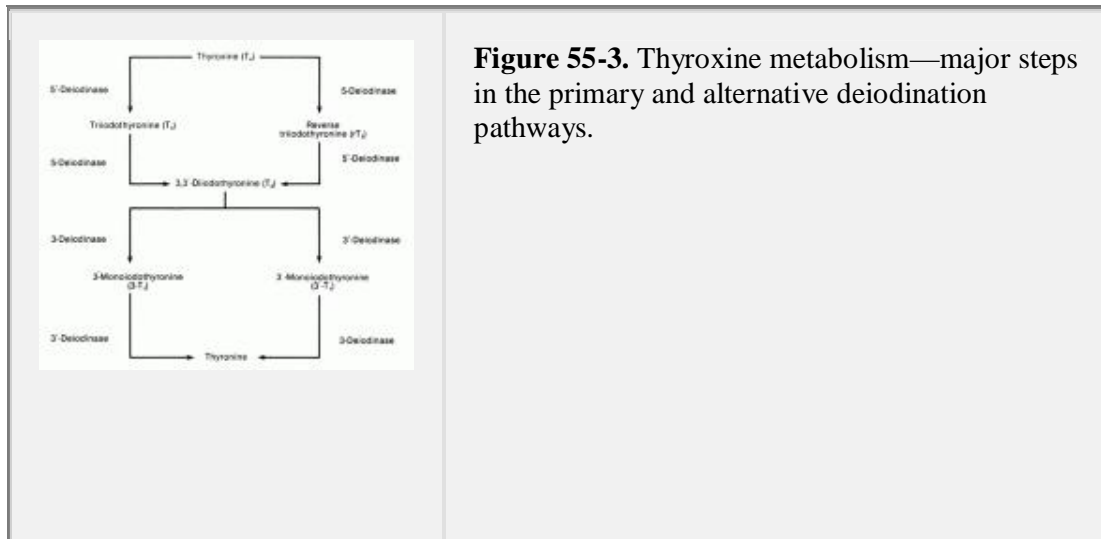 Thyroxine (T₄)
5'-Deiodinase
5-Deiodinase
Triiodothyronine (T₃)
Reverse
triiodothyronine (rT₃)
5-Deiodinase
5'-Deiodinase
3,3'-Diiodothyronine (T₂)
3-Deiodinase
3'-Deiodinase
3-Monoiodothyronine
(3-T₁)
3'-Monoiodothyronine
(3'-T₁)
3'-Deiodinase
3-Deiodinase
Thyronine
Figure 55-3. Thyroxine metabolism—major steps
in the primary and alternative deiodination
pathways.